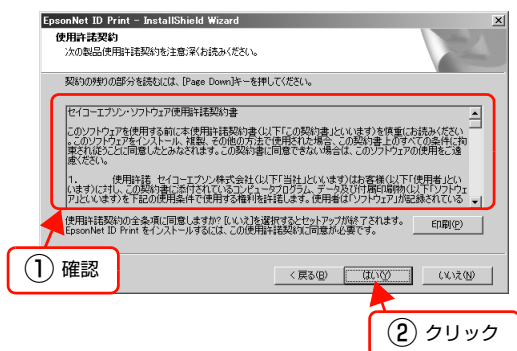 EpsonNet ID Print - InstallShield Wizard
使用許諾契約
次の製品使用許諾契約を注意深くお読みください。
契約の残りの部分を読むには、[Page Down]キーを押してください。
セイコーエプソン・ソフトウェア使用許諾契約書
このソフトウェアを使用する前に本使用許諾契約書(以下「この契約書」といいます)を慎重にお読みください
。このソフトウェアをインストール、複製、その他の方法で使用された場合、この契約書上のすべての条件に拘
束され従うことに同意したとみなされます。この契約書に同意できない場合は、このソフトウェアの使用をご遠
慮ください。
1. 使用許諾 セイコーエプソン株式会社(以下「当社」といいます)はお客様(以下「使用者」とい
います)に対し、この契約書に添付されているコンピュータプログラム、データ及び付属印刷物(以下「ソフトウェ
ア」といいます)を下記の使用条件で使用する権利を許諾します。使用者は「ソフトウェア」が記録されている
使用許諾契約の全条項に同意しますか? [いいえ]を選択するとセットアップが終了されます。
EpsonNet ID Print をインストールするには、この使用許諾契約に同意が必要です。
印刷(P)
① 確認
< 戻る(B)
はい(Y)
いいえ(N)
② クリック